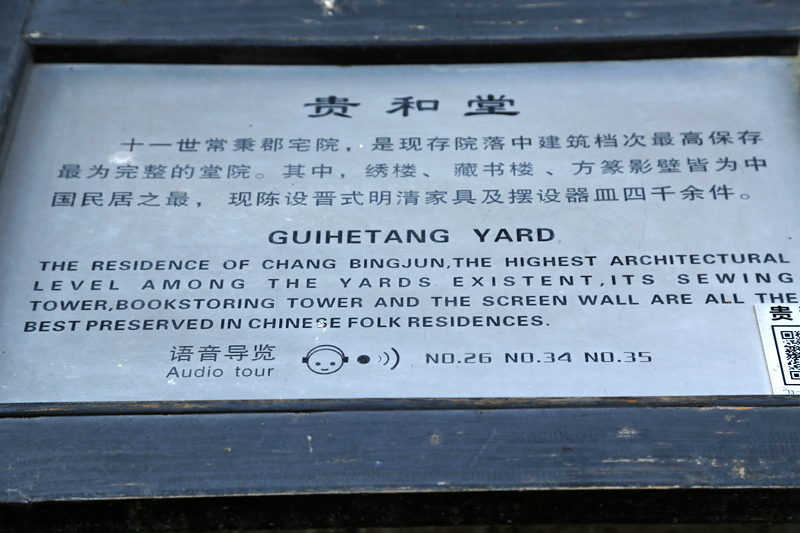 贵和堂
十一世常秉郡宅院，是现存院落中建筑档次最高保存
最为完整的堂院。其中，绣楼、藏书楼、方篆影壁皆为中
国民居之最，现陈设晋式明清家具及摆设器皿四千余件。
GUIHETANG YARD
THE RESIDENCE OF CHANG BINGJUN,THE HIGHEST ARCHITECTURAL
LEVEL AMONG THE YARDS EXISTENT,ITS SEWING
TOWER,BOOKSTORING TOWER AND THE SCREEN WALL ARE ALL THE
BEST PRESERVED IN CHINESE FOLK RESIDENCES.
语音导览
Audio tour
NO.26 NO.34 NO.35
贵